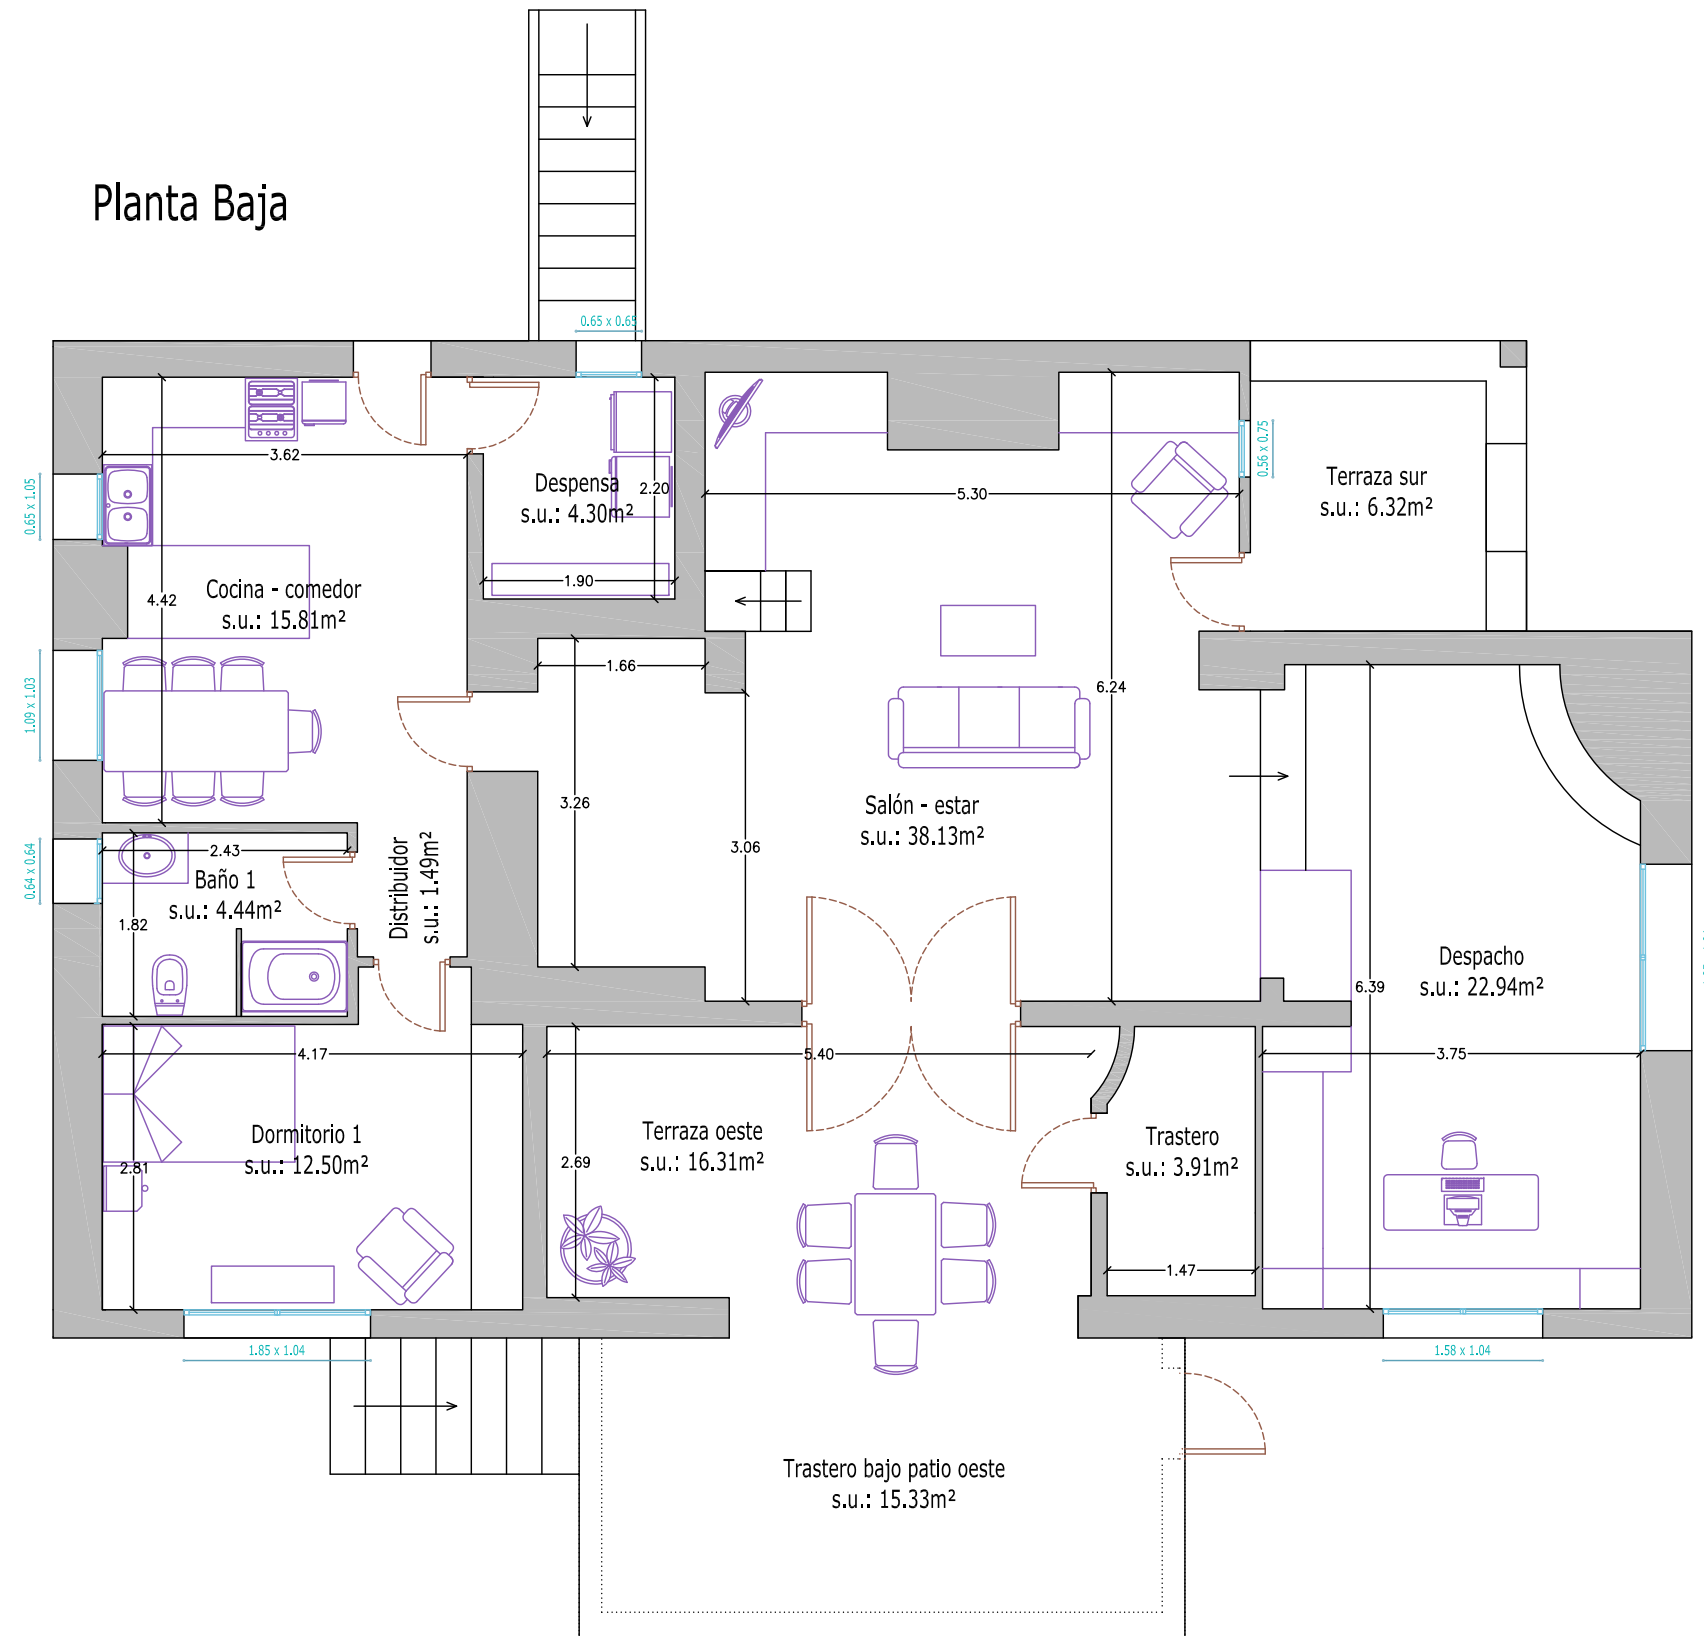 Planta Baja
0.65 x 0.65
3.62
Despensa
s.u.: 4.30m²
2.20
5.30
0.56 x 0.75
Terraza sur
s.u.: 6.32m²
0.65 x 1.05
4.42
Cocina - comedor
s.u.: 15.81m²
1.90
1.66
6.24
1.09 x 1.03
3.26
Salón - estar
s.u.: 38.13m²
3.06
0.64 x 0.64
2.43
Baño 1
s.u.: 4.44m²
1.82
Distribuidor
s.u.: 1.49m²
Despacho
s.u.: 22.94m²
6.39
4.17
5.40
3.75
Dormitorio 1
s.u.: 12.50m²
2.81
Terraza oeste
s.u.: 16.31m²
2.69
Trastero
s.u.: 3.91m²
1.47
1.85 x 1.04
1.58 x 1.04
Trastero bajo patio oeste
s.u.: 15.33m²